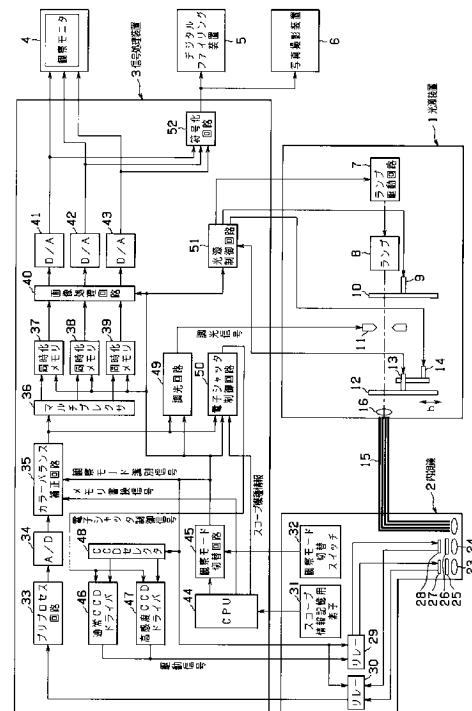 4
観察モニタ
3 信号処理装置
デジタル
ファイリング
装置
5
写真撮影装置
6
52
符号化
回路
41
D/A
42
D/A
43
D/A
40
画像処理回路
37
同時化
メモリ
38
同時化
メモリ
39
同時化
メモリ
36
マルチプレクサ
35
カラーバランス
補正回路
34
A/D
33
プリプロセス
回路
メモリ
観察モード識別信号
電子シャッタ制御信号
48
CCDセレクタ
46
通常CCD
ドライバ
47
高感度CCD
ドライバ
駆動信号
45
観察モード
切替回路
44
CPU
スコープ機種情報
49
調光回路
50
電子シャッタ
制御回路
調光信号
51
光源
制御回路
31
スコープ
情報記憶用
素子
32
観察モード
切替
スイッチ
29
リレー
30
リレー
1 光源装置
7
ランプ
駆動回路
8
ランプ
9
10
11
12
13
14
h
16
15
2 内視鏡
28
27
26
25
24
23